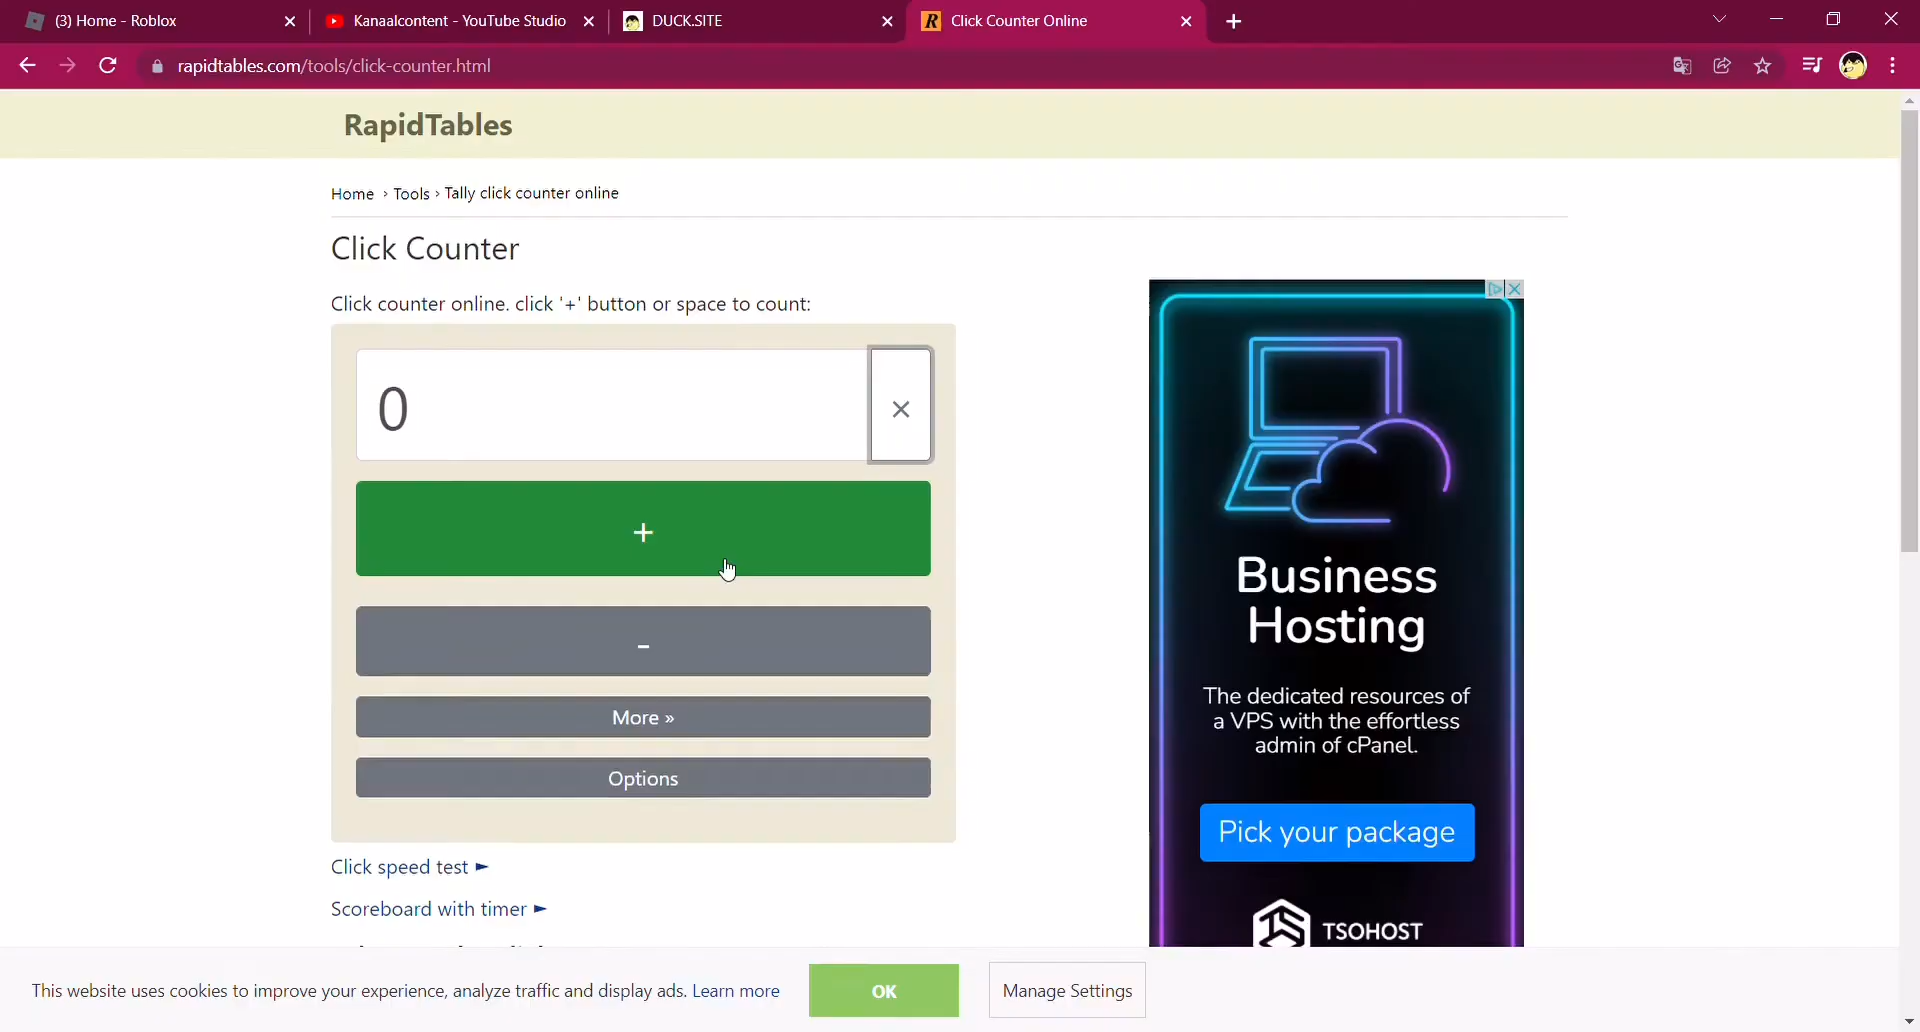 (3) Home - Roblox
Kanaalcontent - YouTube Studio
DUCK.SITE
Click Counter Online
rapidtables.com/tools/click-counter.html
RapidTables
Home › Tools › Tally click counter online
Click Counter
Click counter online. click '+' button or space to count:
0
×
+
-
More »
Options
Click speed test ►
Scoreboard with timer ►
Business
Hosting
The dedicated resources of
a VPS with the effortless
admin of cPanel.
Pick your package
TSOHOST
This website uses cookies to improve your experience, analyze traffic and display ads. Learn more
OK
Manage Settings